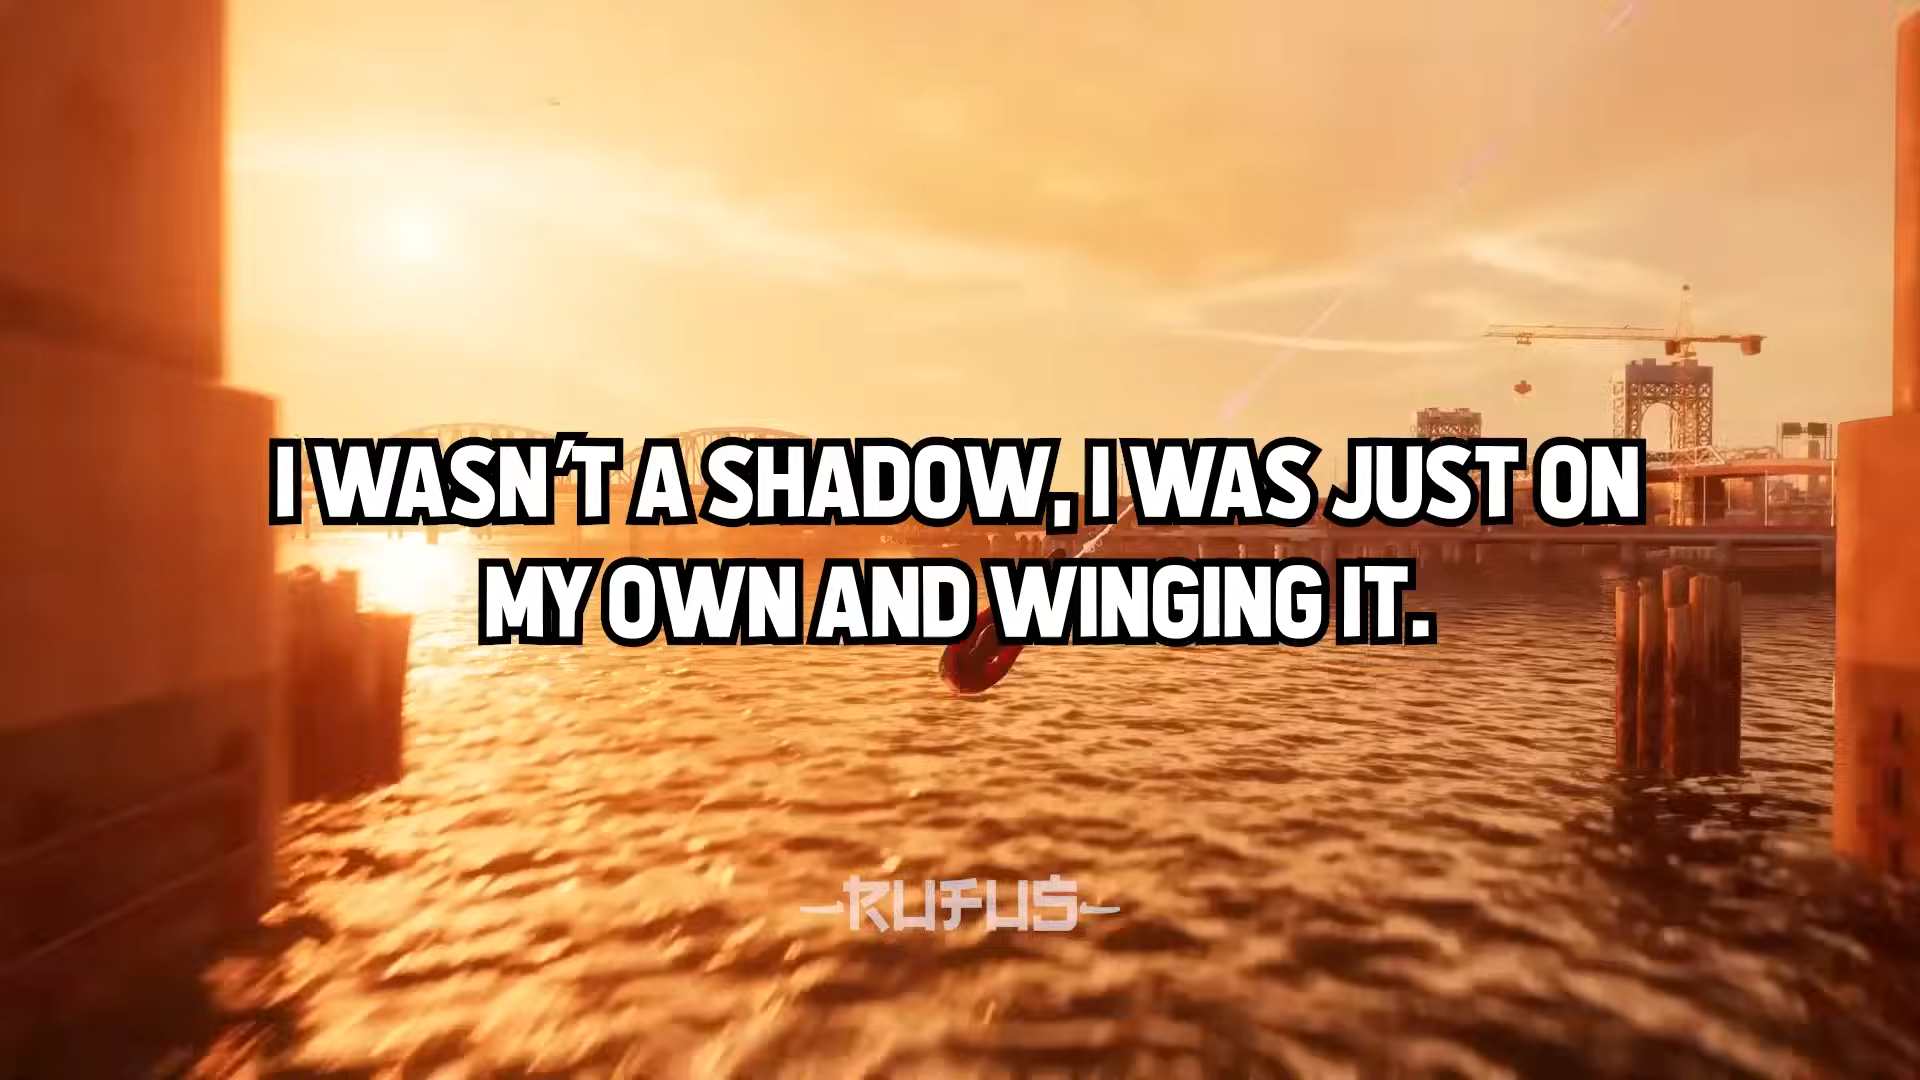 I WASN'T A SHADOW, I WAS JUST ON
MY OWN AND WINGING IT.
-RUFUS-